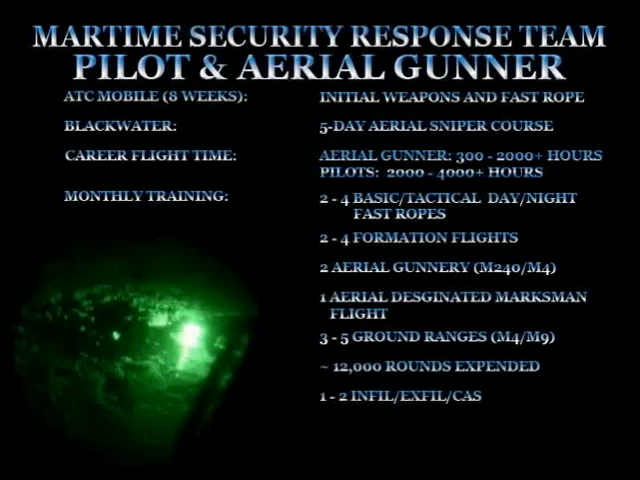 MARTIME SECURITY RESPONSE TEAM
PILOT & AERIAL GUNNER
ATC MOBILE (8 WEEKS): INITIAL WEAPONS AND FAST ROPE
BLACKWATER: 5-DAY AERIAL SNIPER COURSE
CAREER FLIGHT TIME: AERIAL GUNNER: 300 - 2000+ HOURS
PILOTS: 2000 - 4000+ HOURS
MONTHLY TRAINING: 2 - 4 BASIC/TACTICAL DAY/NIGHT
FAST ROPES
2 - 4 FORMATION FLIGHTS
2 AERIAL GUNNERY (M240/M4)
1 AERIAL DESGINATED MARKSMAN
FLIGHT
3 - 5 GROUND RANGES (M4/M9)
~ 12,000 ROUNDS EXPENDED
1 - 2 INFIL/EXFIL/CAS